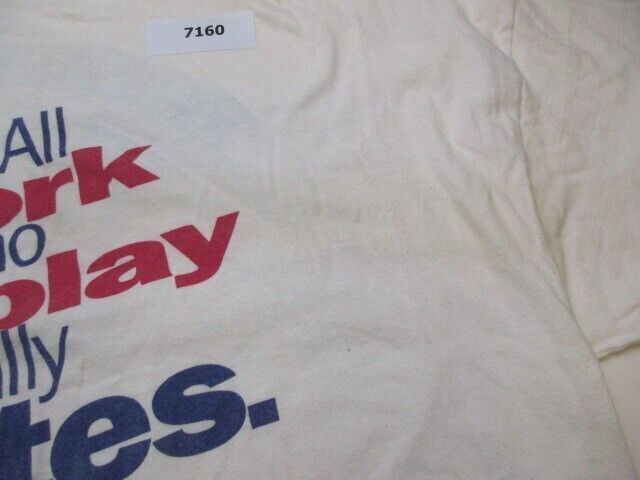 7160
All
ork
no
play
lly
tes.